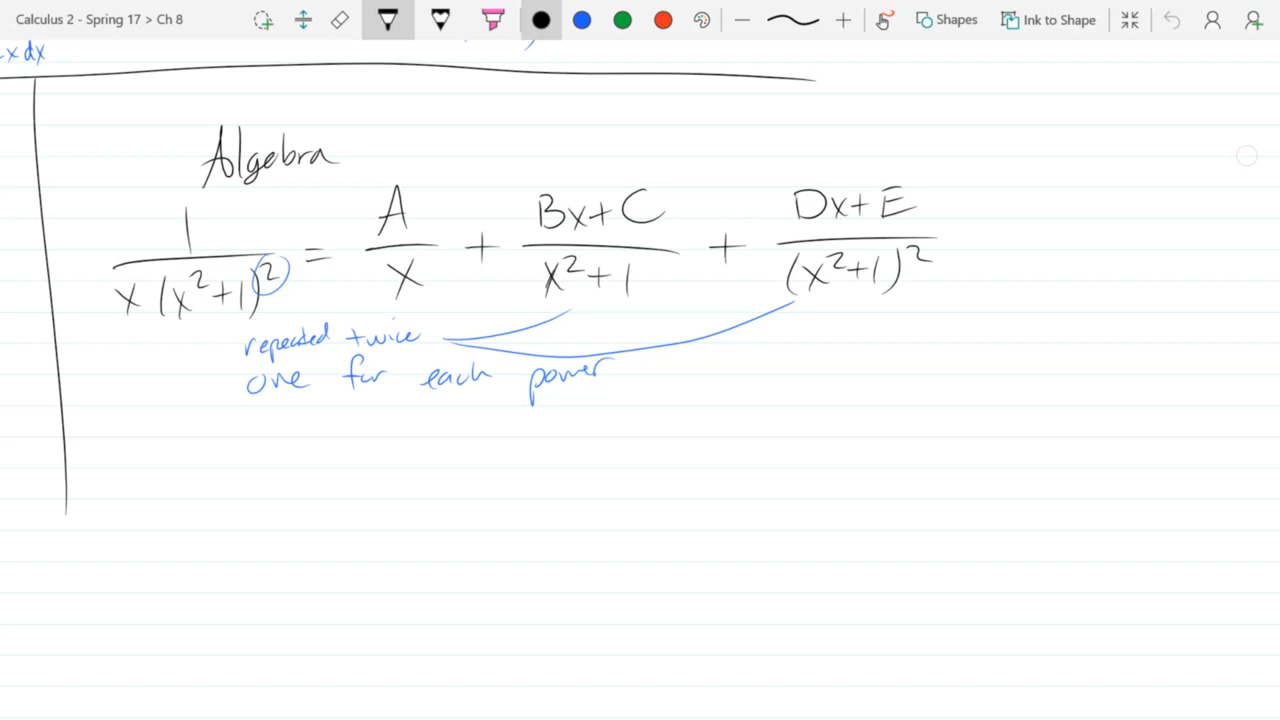 Calculus 2 - Spring 17 > Ch 8
Shapes
Ink to Shape
x dx
Algebra
1/(x(x²+1)²) = A/x + (Bx+C)/(x²+1) + (Dx+E)/(x²+1)²
repeated twice
one for each power